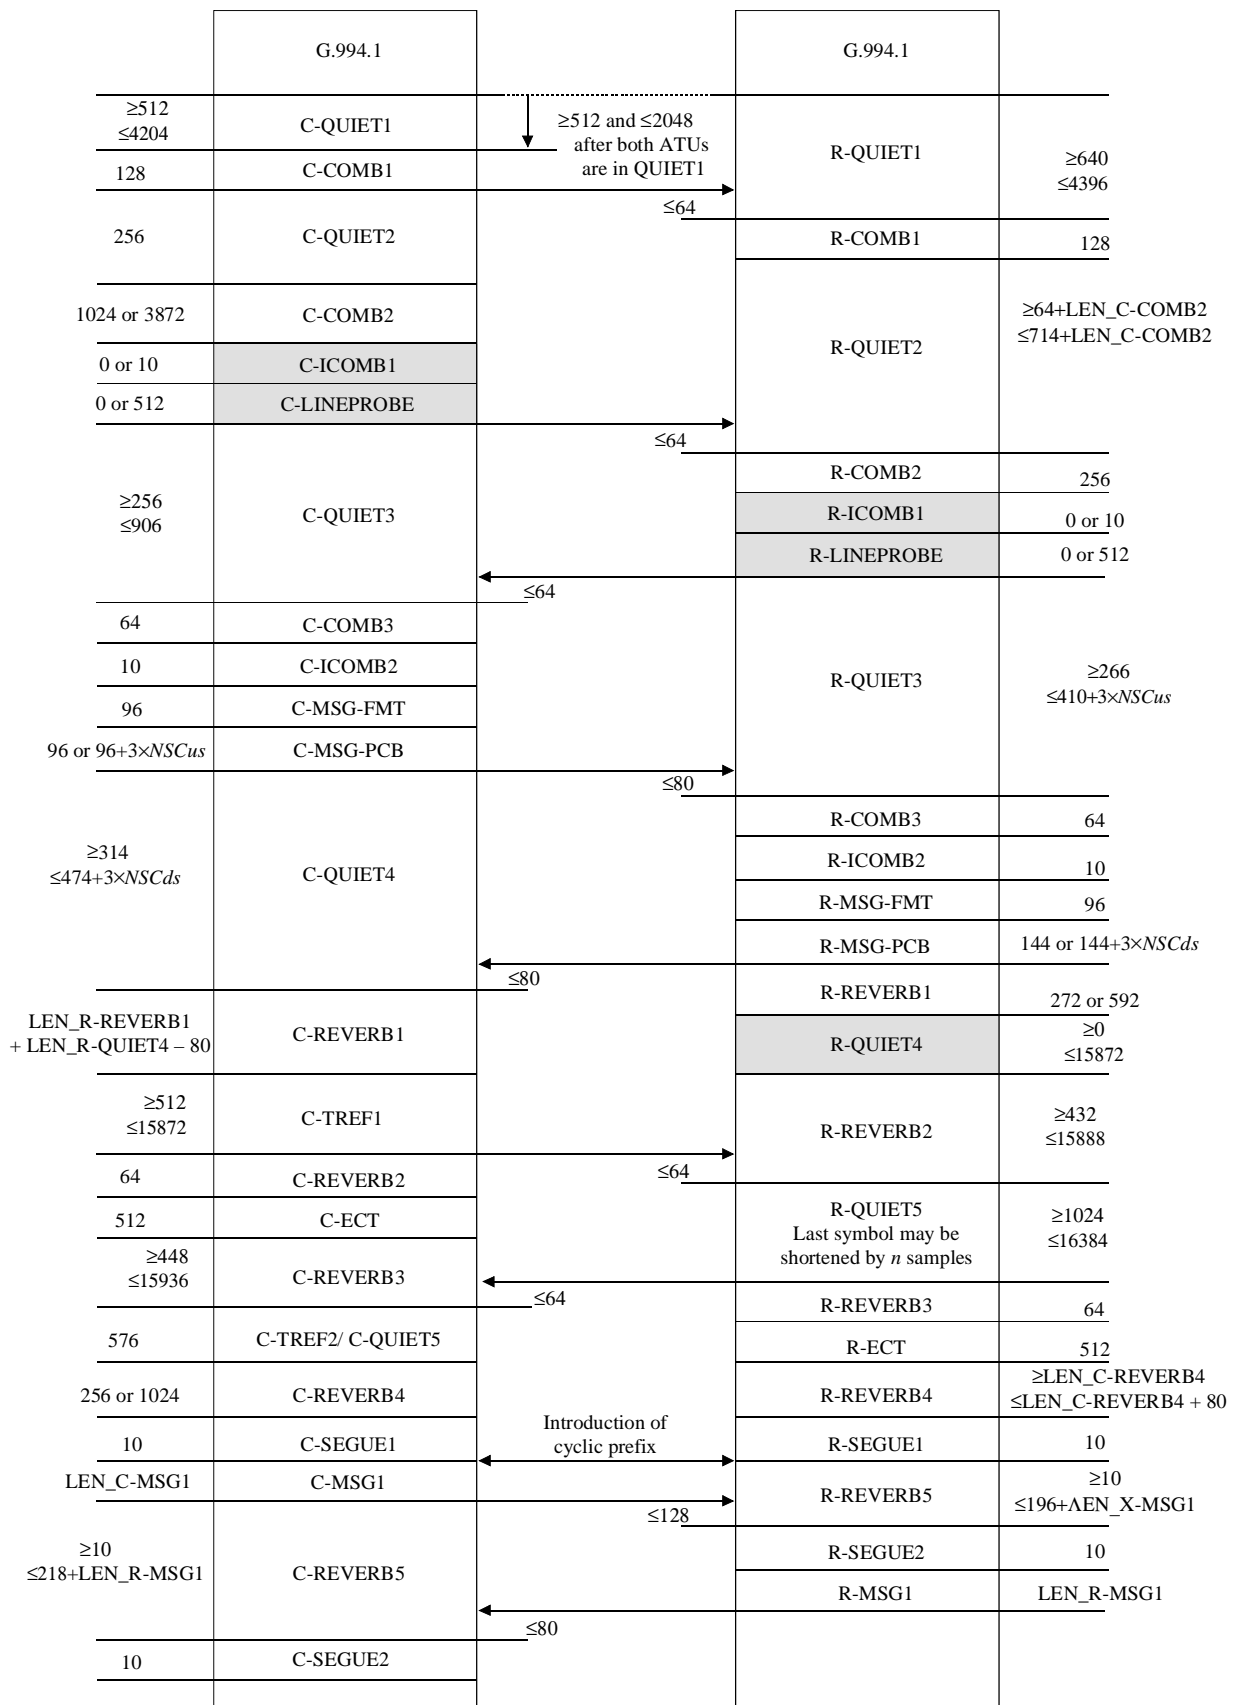 G.994.1
G.994.1
≥512
≤4204
C-QUIET1
≥512 and ≤2048
after both ATUs
are in QUIET1
R-QUIET1
≥640
≤4396
128
C-COMB1
≤64
256
C-QUIET2
R-COMB1
128
1024 or 3872
C-COMB2
R-QUIET2
≥64+LEN_C-COMB2
≤714+LEN_C-COMB2
0 or 10
C-ICOMB1
0 or 512
C-LINEPROBE
≤64
≥256
≤906
C-QUIET3
R-COMB2
256
R-ICOMB1
0 or 10
R-LINEPROBE
0 or 512
≤64
64
C-COMB3
10
C-ICOMB2
R-QUIET3
≥266
≤410+3×NSCus
96
C-MSG-FMT
96 or 96+3×NSCus
C-MSG-PCB
≤80
≥314
≤474+3×NSCds
C-QUIET4
R-COMB3
64
R-ICOMB2
10
R-MSG-FMT
96
R-MSG-PCB
144 or 144+3×NSCds
≤80
R-REVERB1
272 or 592
LEN_R-REVERB1
+ LEN_R-QUIET4 – 80
C-REVERB1
R-QUIET4
≥0
≤15872
≥512
≤15872
C-TREF1
R-REVERB2
≥432
≤15888
≤64
64
C-REVERB2
512
C-ECT
R-QUIET5
Last symbol may be
shortened by n samples
≥1024
≤16384
≥448
≤15936
C-REVERB3
≤64
R-REVERB3
64
576
C-TREF2/ C-QUIET5
R-ECT
512
256 or 1024
C-REVERB4
R-REVERB4
≥LEN_C-REVERB4
≤LEN_C-REVERB4 + 80
Introduction of
cyclic prefix
10
C-SEGUE1
R-SEGUE1
10
LEN_C-MSG1
C-MSG1
R-REVERB5
≥10
≤196+ΛEN_X-MSG1
≤128
≥10
≤218+LEN_R-MSG1
C-REVERB5
R-SEGUE2
10
R-MSG1
LEN_R-MSG1
≤80
10
C-SEGUE2